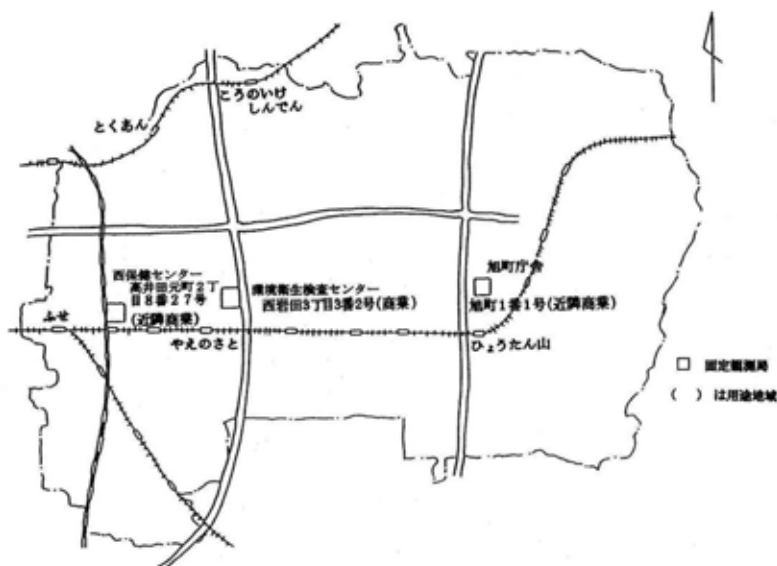 こうのいけ
しんでん
とくあん
西保健センター
高井田元町2丁
目8番27号
(近隣商業)
環境衛生検査センター
西岩田3丁目3番2号(商業)
旭町庁舎
旭町1番1号(近隣商業)
ふせ
やえのさと
ひょうたん山
固定観測局
( )は用途地域